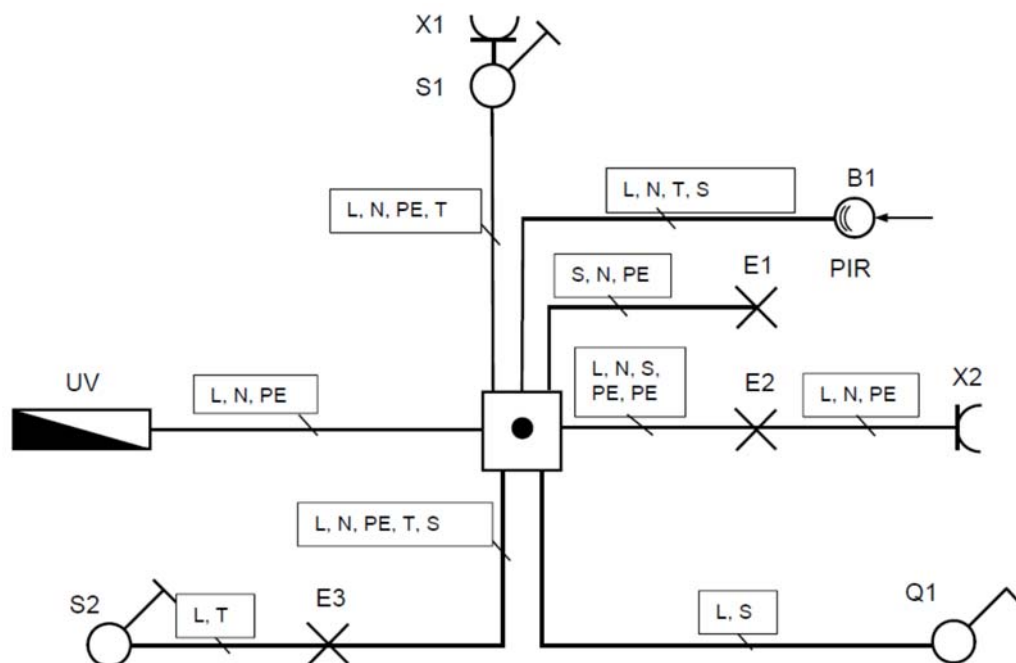 X1
S1
L, N, T, S
B1
L, N, PE, T
PIR
E1
S, N, PE
UV
L, N, PE
L, N, S,
PE, PE
E2
L, N, PE
X2
L, N, PE, T, S
S2
L, T
E3
L, S
Q1